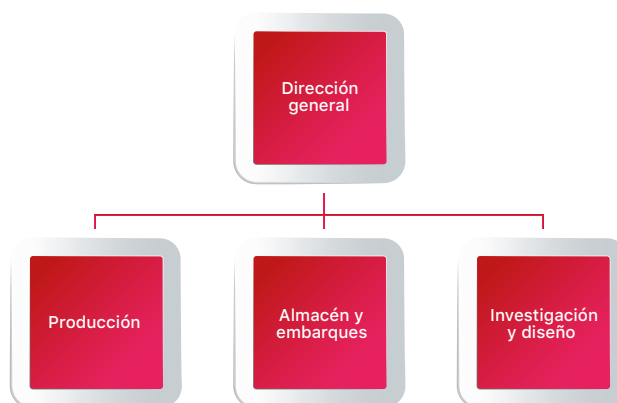 Dirección
general
Producción
Almacén y
embarques
Investigación
y diseño